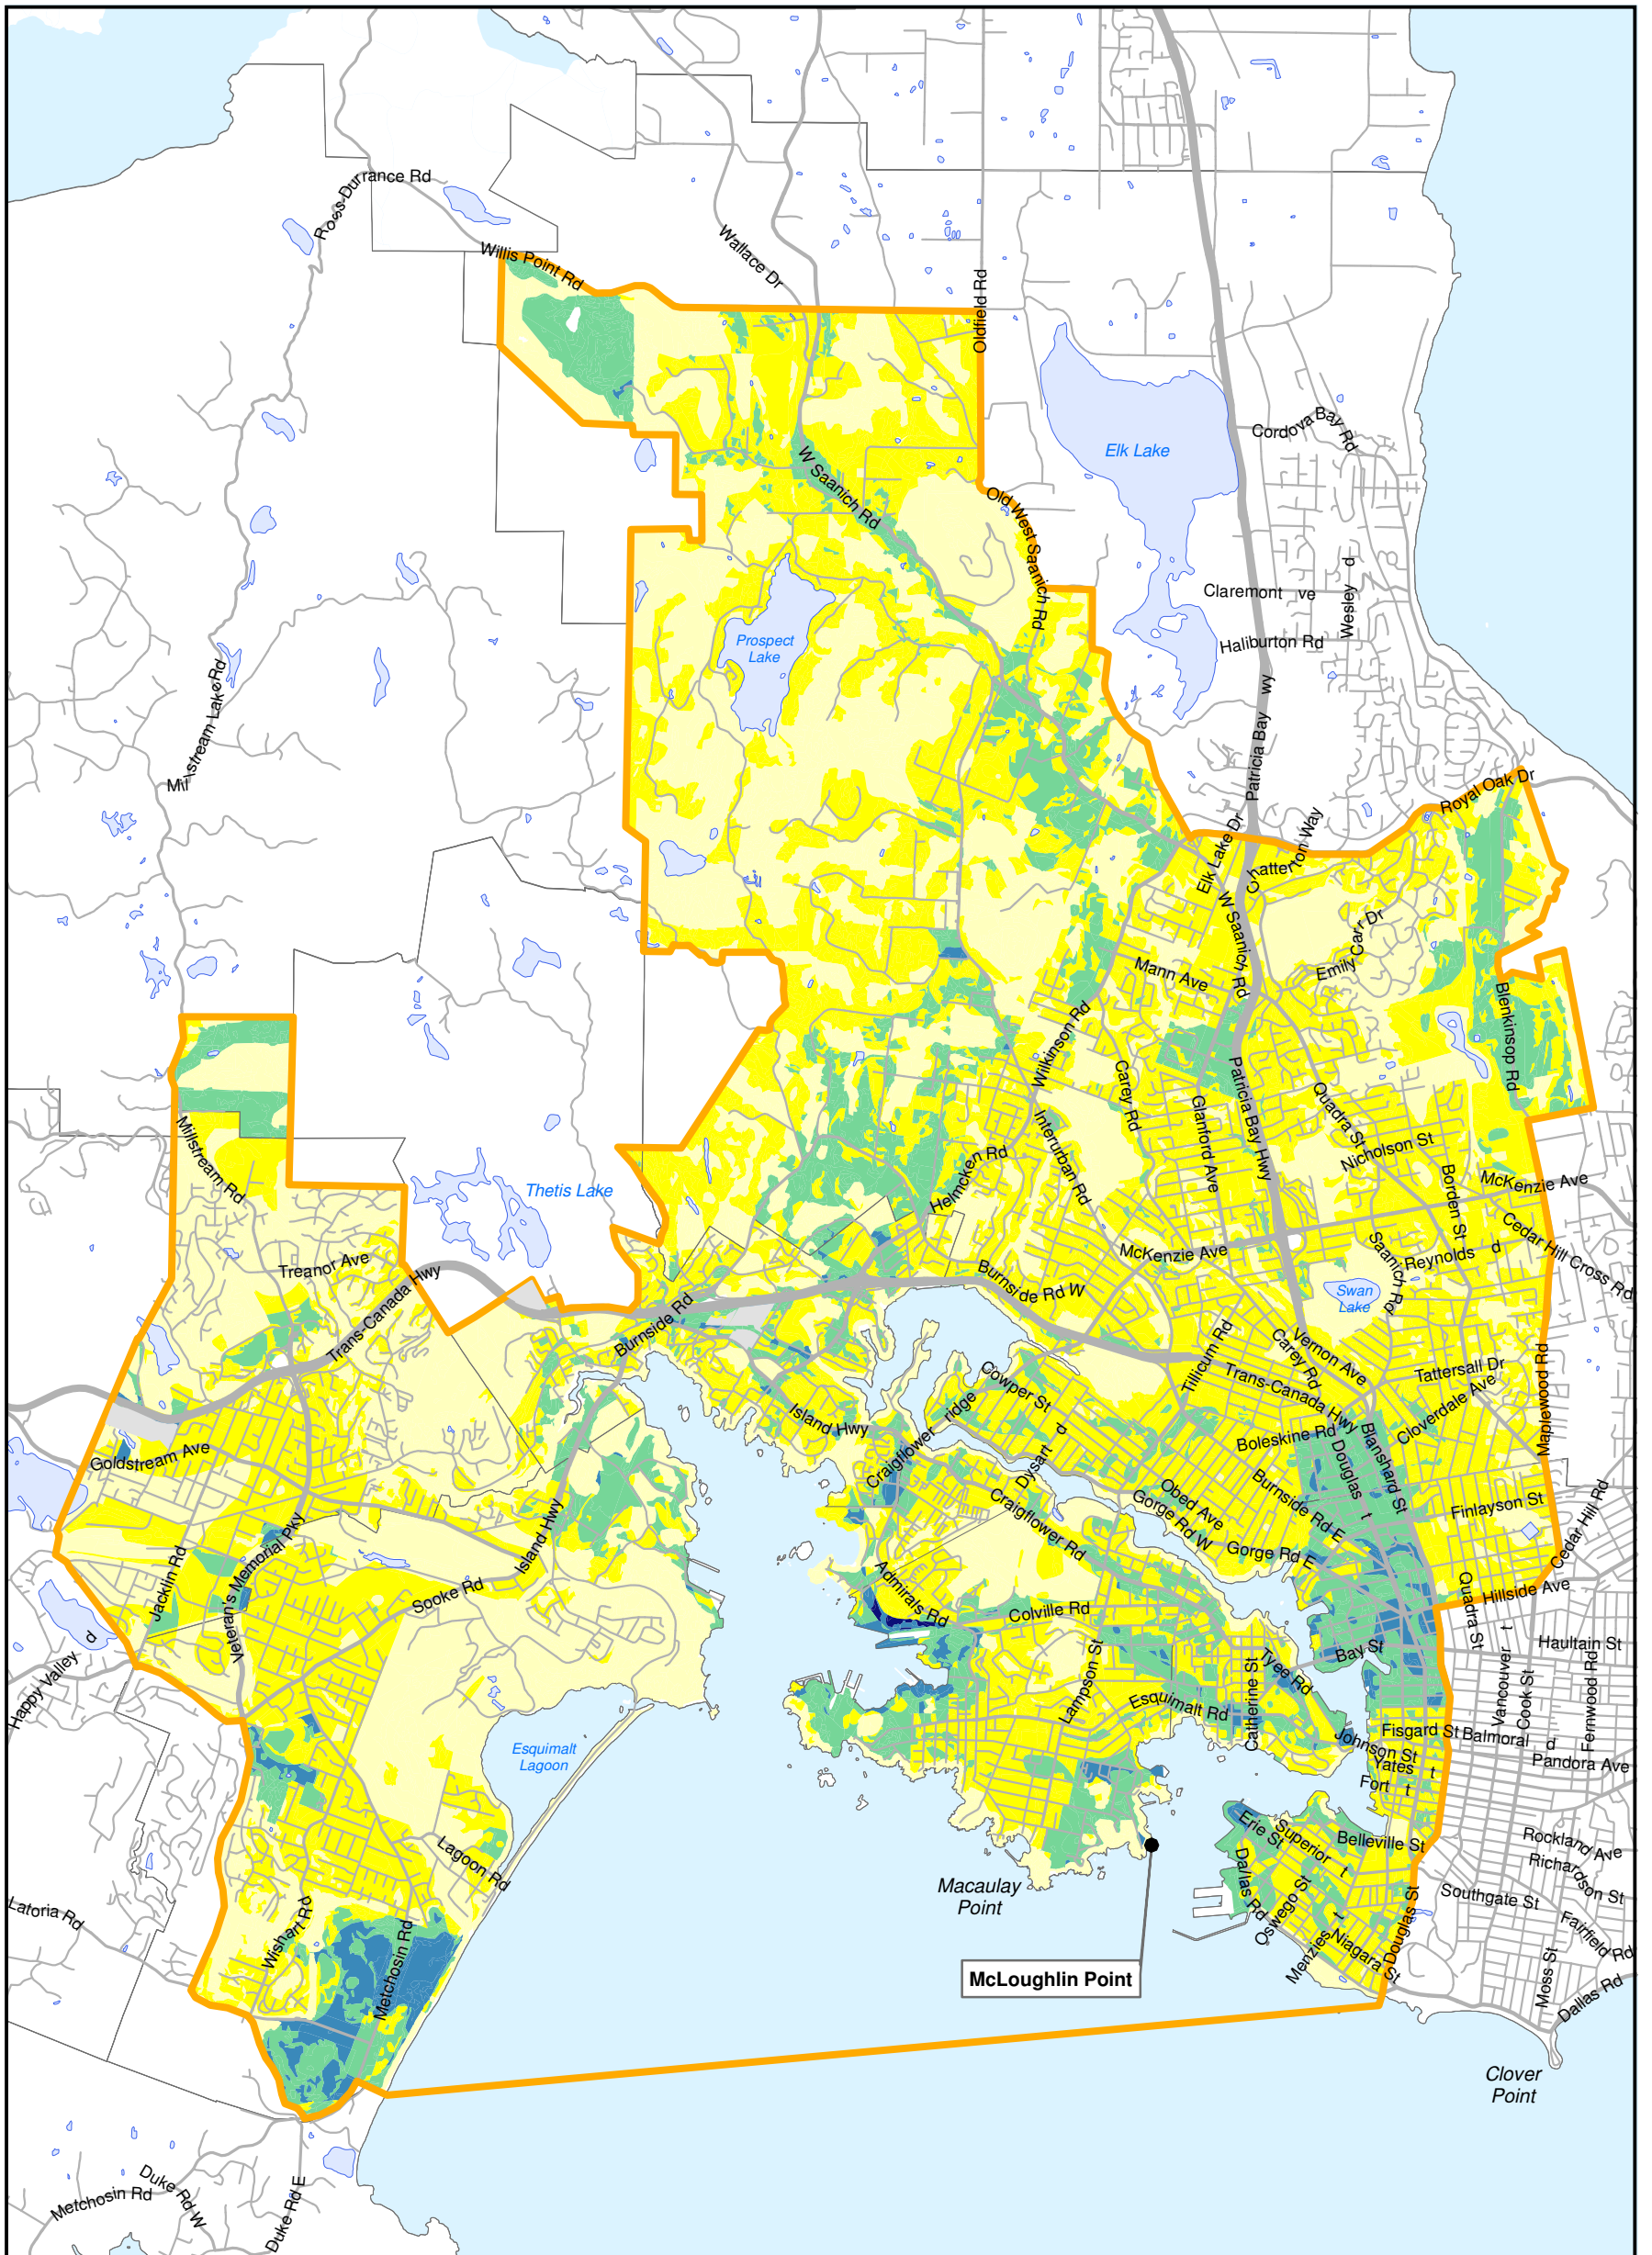 Ross-Durrance Rd
Willis Point Rd
Wallace Dr
Oldfield Rd
Cordova Bay Rd
Elk Lake
W Saanich Rd
Old West Saanich Rd
Claremont ve
Wesley d
Haliburton Rd
Prospect
Lake
Millstream Lake Rd
Patricia Bay wy
Royal Oak Dr
Elk Lake Dr
Chatterton Way
W Saanich Rd
Emily Carr Dr
Mann Ave
Blenkinsop Rd
Wilkinson Rd
Carey Rd
Patricia Bay Hwy
Glanford Ave
Quadra St
Nicholson St
Interurban Rd
Millstream Rd
Helmcken Rd
Borden St
McKenzie Ave
Thetis Lake
Cedar Hill Cross Rd
McKenzie Ave
Saanich Rd
Reynolds d
Treanor Ave
Trans-Canada Hwy
Burnside Rd W
Swan
Lake
Burnside Rd
Tillicum Rd
Carey Rd
Vernon Ave
Tattersall Dr
Maplewood Rd
Cowper St
Trans-Canada Hwy
Cloverdale Ave
Island Hwy
Craigflower ridge
Dysart d
Boleskine Rd
Douglas t
Blanshard St
Goldstream Ave
Obed Ave
Burnside Rd E
Finlayson St
Craigflower Rd
Gorge Rd W
Gorge Rd E
Cedar Hill Rd
Island Hwy
Veteran's Memorial Pky
Jacklin Rd
Sooke Rd
Admirals Rd
Colville Rd
Hillside Ave
Quadra St
Happy Valley d
Lampson St
Catherine St
Tyee Rd
Bay St
Haultain St
Vancouver t
Cook St
Fernwood Rd
Esquimalt Rd
Johnson St
Fisgard St
Balmoral d
Yates t
Pandora Ave
Fort t
Esquimalt
Lagoon
Lagoon Rd
Erie St
Superior t
Belleville St
Rockland Ave
Richardson St
Dallas Rd
Oswego St
Southgate St
Macaulay
Point
Latoria Rd
Wishart Rd
Metchosin Rd
Menzies t
Niagara St
Douglas St
Fairfield Rd
Moss St
Dallas Rd
McLoughlin Point
Clover
Point
Metchosin Rd
Duke Rd W
Duke Rd E